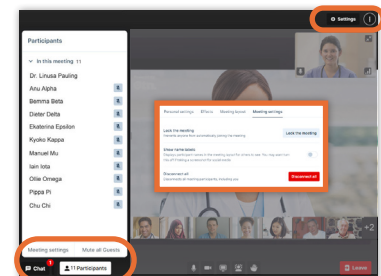 Settings
Participants
In this meeting 11
Dr. Linusa Pauling
Anu Alpha
Bemma Beta
Dieter Delta
Ekaterina Epsilon
Kyoko Kappa
Manuel Mu
Iain Iota
Ollie Omega
Pippa Pi
Chu Chi
Meeting settings Mute all Guests
Chat 1
11 Participants
Personal settings Effects Meeting layout Meeting settings
Lock the meeting
Lock the meeting
Show name labels
Disconnect all
Disconnect all
+2
Leave